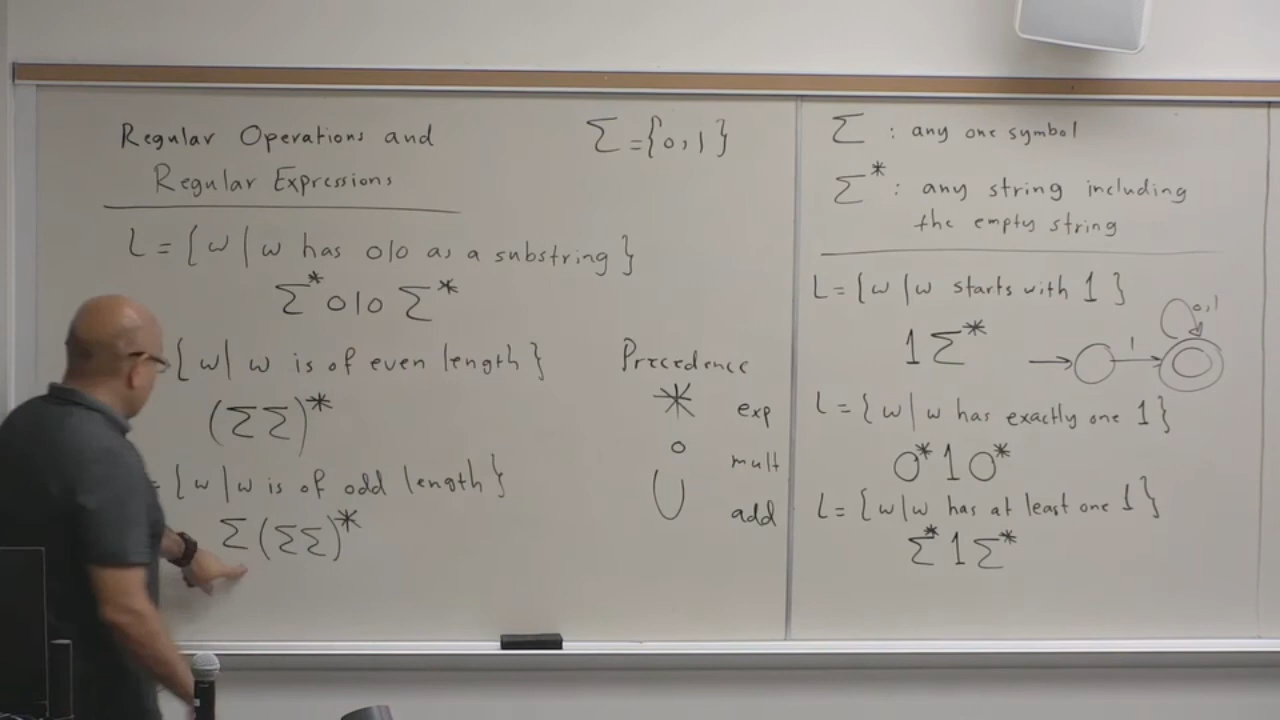 Regular Operations and
Regular Expressions
Σ={0,1}
L = {w | w has 010 as a substring}
Σ* 010 Σ*
{w | w is of even length}
(ΣΣ)*
= {w | w is of odd length}
Σ(ΣΣ)*
Precedence
* exp
∘ mult
∪ add
Σ : any one symbol
Σ* : any string including
the empty string
L = {w | w starts with 1}
1Σ*
1
0,1
L = {w | w has exactly one 1}
0*10*
L = {w | w has at least one 1}
Σ*1Σ*